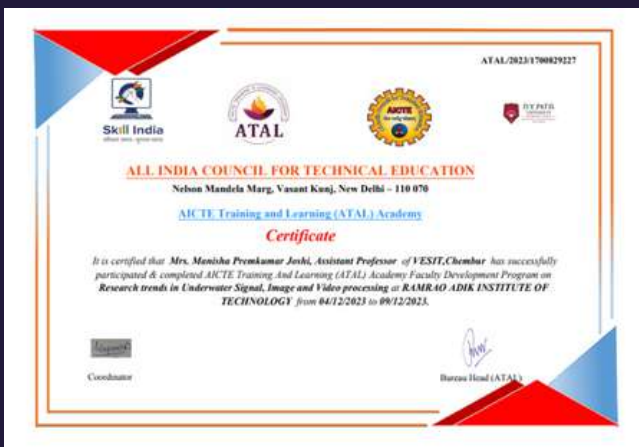 ATAL/2023/1700829227
Skill India
ATAL
AICTE
D Y PATIL
ALL INDIA COUNCIL FOR TECHNICAL EDUCATION
Nelson Mandela Marg, Vasant Kunj, New Delhi – 110 070
AICTE Training and Learning (ATAL) Academy
Certificate
It is certified that Mrs. Manisha Premkumar Joshi, Assistant Professor of VESIT,Chembur has successfully
participated & completed AICTE Training And Learning (ATAL) Academy Faculty Development Program on
Research trends in Underwater Signal, Image and Video processing at RAMRAO ADIK INSTITUTE OF
TECHNOLOGY from 04/12/2023 to 09/12/2023.
Coordinator
Bureau Head (ATAL)